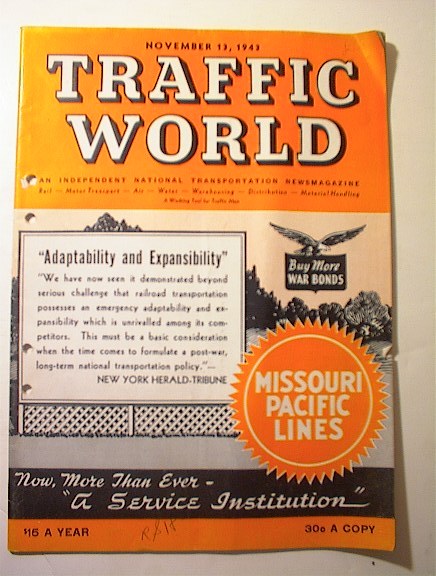 NOVEMBER 13, 1943
TRAFFIC
WORLD
AN INDEPENDENT NATIONAL TRANSPORTATION NEWSMAGAZINE
Rail — Motor Transport — Air — Water — Warehousing — Distribution — Material Handling
A Working Tool for Traffic Men
"Adaptability and Expansibility"
"We have now seen it demonstrated beyond
serious challenge that railroad transportation
possesses an emergency adaptability and ex-
pansibility which is unrivalled among its com-
petitors. This must be a basic consideration
when the time comes to formulate a post-war,
long-term national transportation policy."—
NEW YORK HERALD-TRIBUNE
Buy More
WAR BONDS
MISSOURI
PACIFIC
LINES
Now, More Than Ever -
"A Service Institution"
$15 A YEAR
30c A COPY